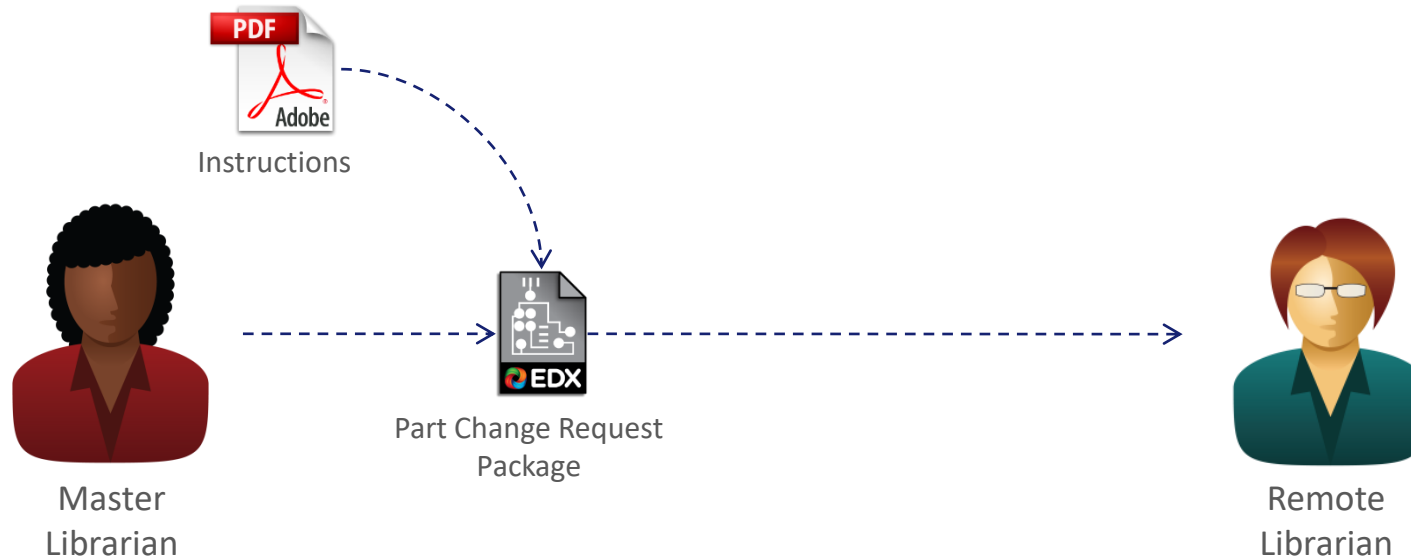 PDF
Adobe
Instructions
EDX
Part Change Request
Package
Master
Librarian
Remote
Librarian